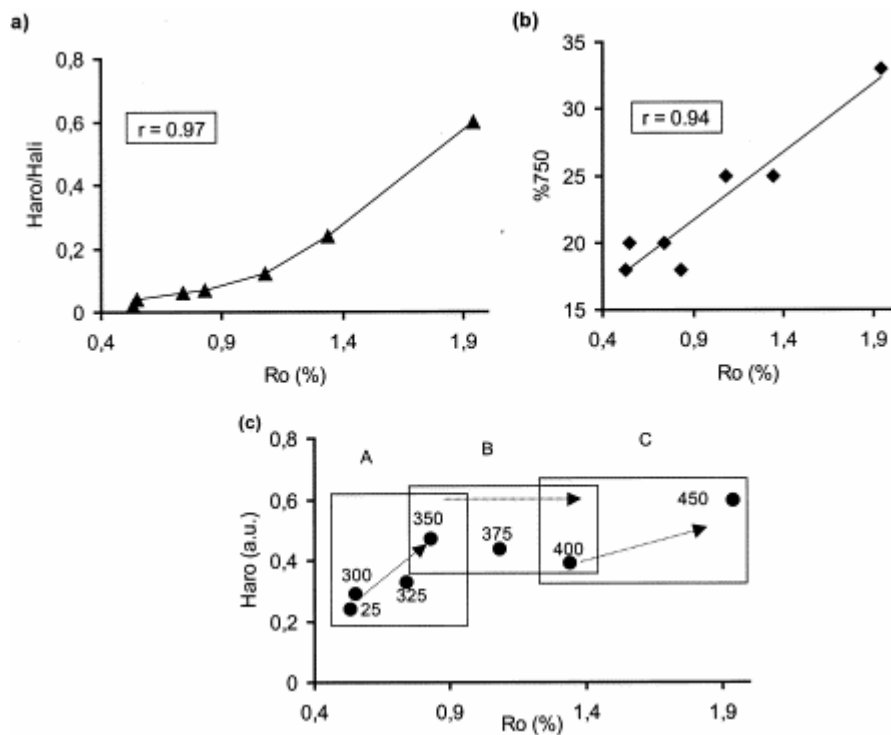 a)
0,8
0,6
0,4
0,2
0
Haro/Hali
r = 0.97
0,4 0,9 1,4 1,9
Ro (%)
(b)
35
30
25
20
15
%750
r = 0.94
0,4 0,9 1,4 1,9
Ro (%)
(c)
0,8
0,6
0,4
0,2
0
Haro (a.u.)
A B C
300 350 375 400 450
25 325
0,4 0,9 1,4 1,9
Ro (%)